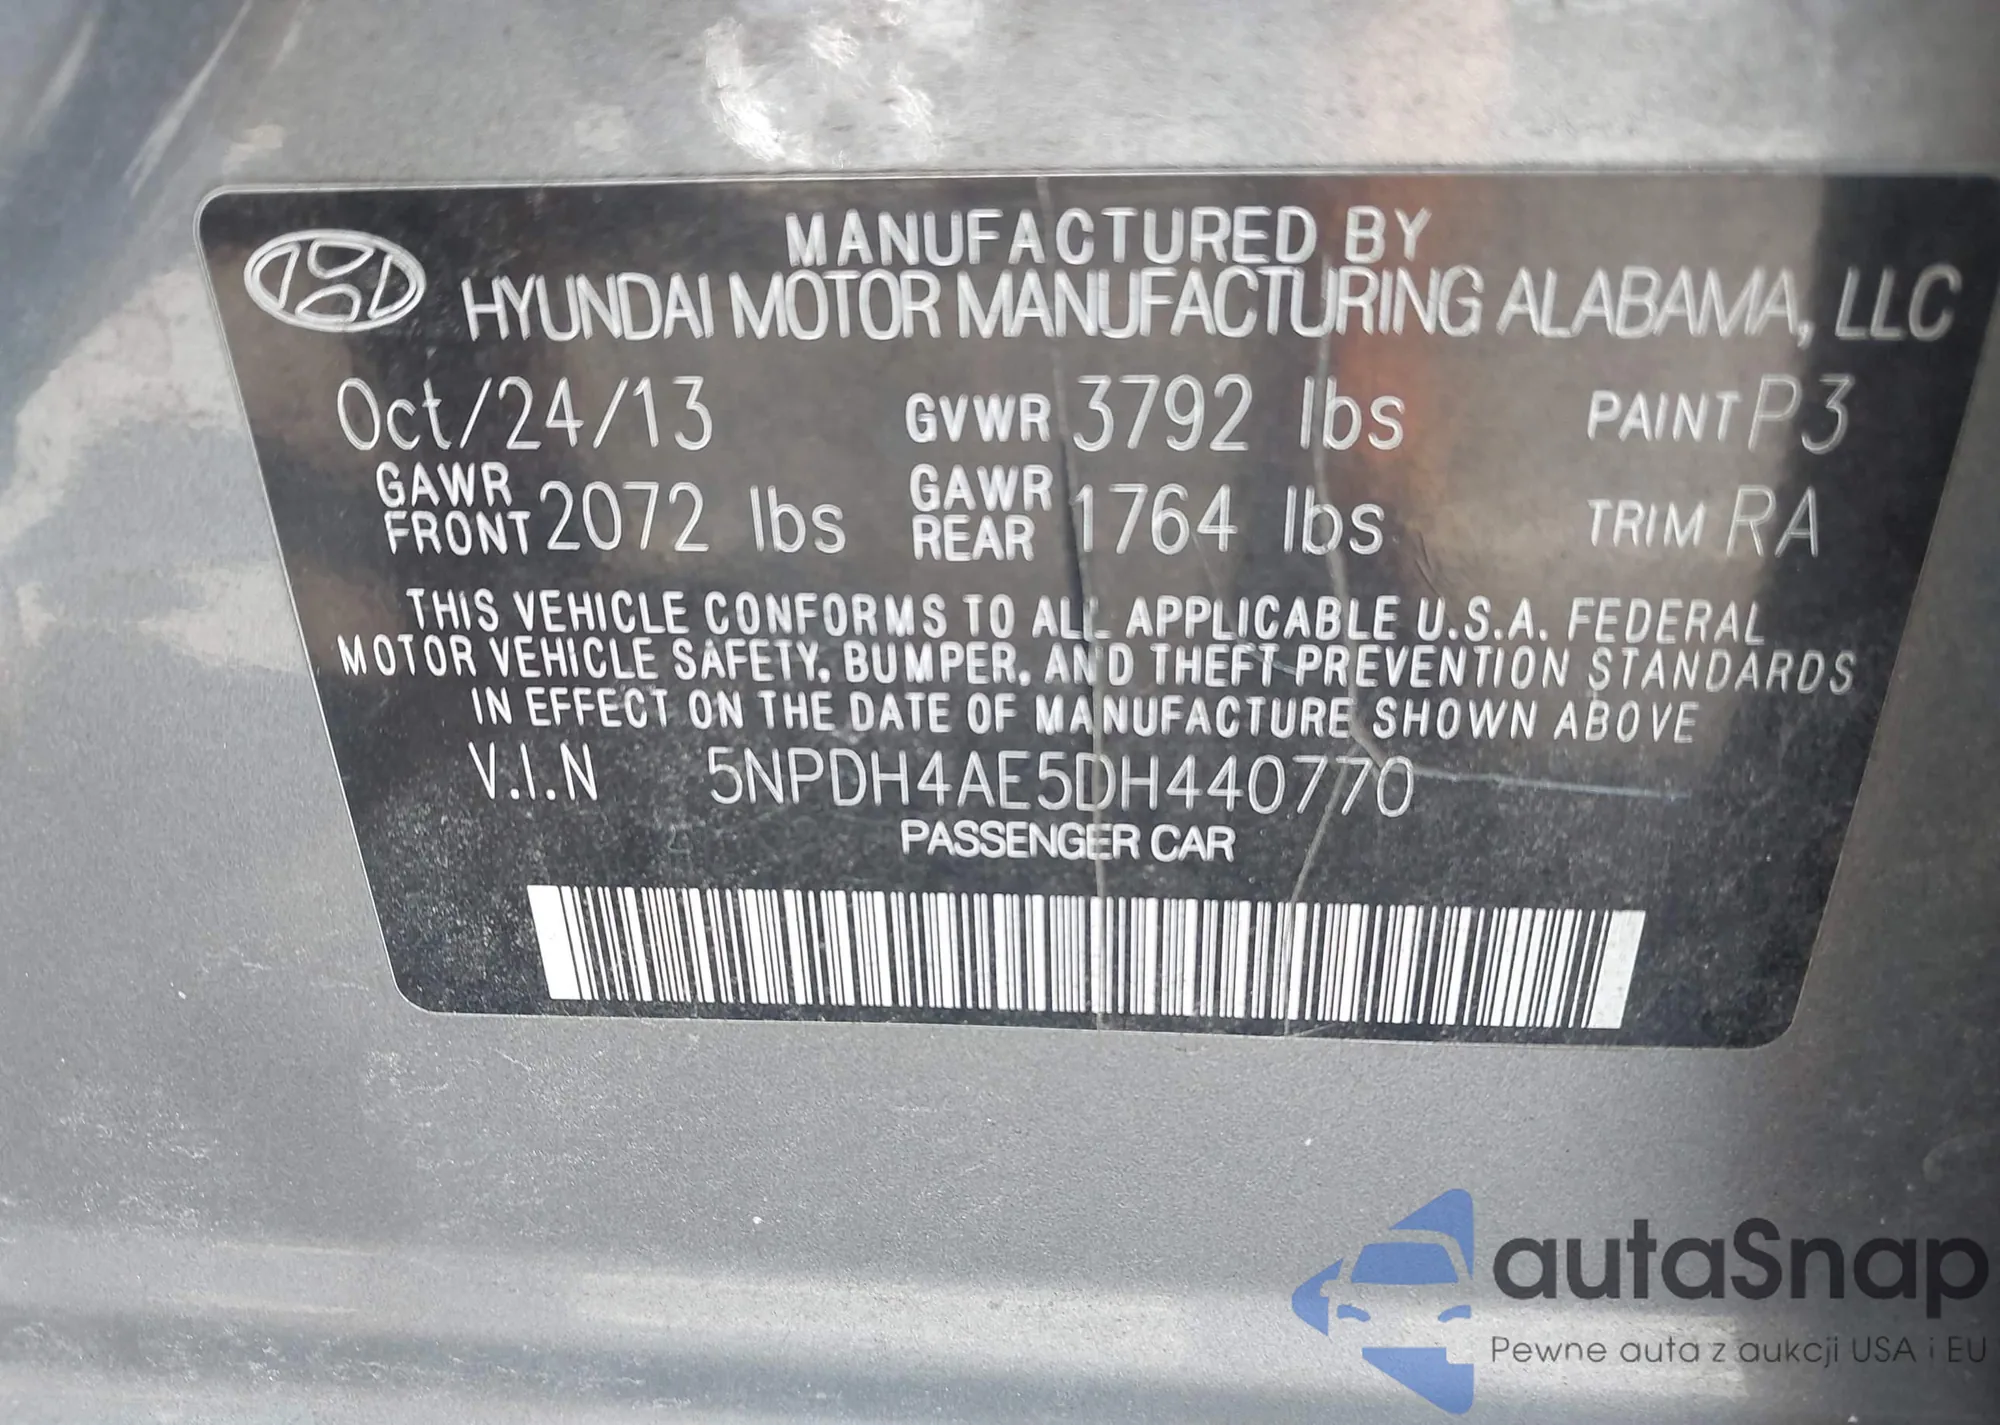 MANUFACTURED BY
HYUNDAI MOTOR MANUFACTURING ALABAMA, LLC
Oct/24/13 GVWR 3792 lbs PAINT P3
GAWR FRONT 2072 lbs GAWR REAR 1764 lbs TRIM RA
THIS VEHICLE CONFORMS TO ALL APPLICABLE U.S.A. FEDERAL
MOTOR VEHICLE SAFETY, BUMPER, AND THEFT PREVENTION STANDARDS
IN EFFECT ON THE DATE OF MANUFACTURE SHOWN ABOVE
V.I.N 5NPDH4AE5DH440770
PASSENGER CAR
autaSnap
Pewne auta z aukcji USA i EU